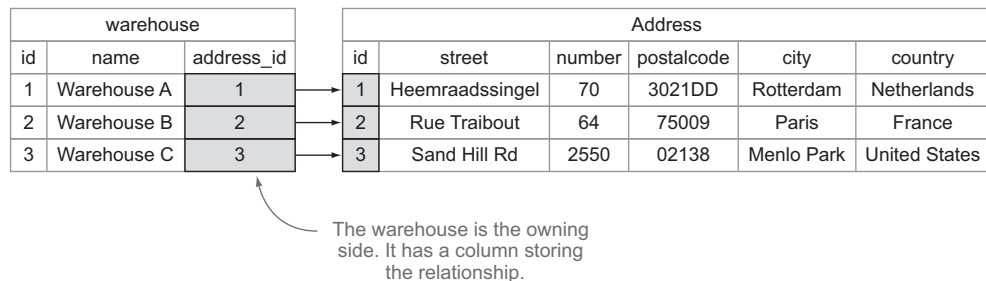 warehouse Address
id name address_id id street number postalcode city country
1 Warehouse A 1 1 Heemraadssingel 70 3021DD Rotterdam Netherlands
2 Warehouse B 2 2 Rue Traibout 64 75009 Paris France
3 Warehouse C 3 3 Sand Hill Rd 2550 02138 Menlo Park United States
The warehouse is the owning
side. It has a column storing
the relationship.